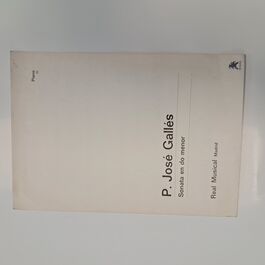 Piano
P. José Gallés
Sonata en do menor
Real Musical Madrid